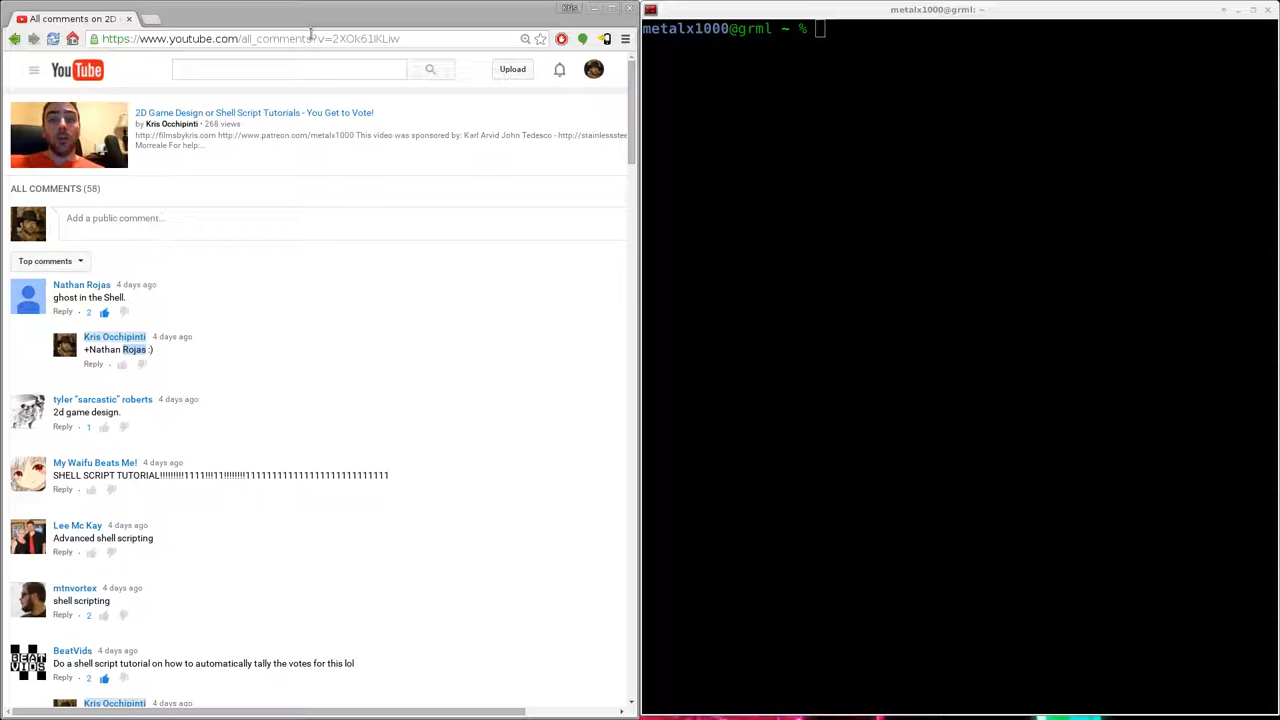 All comments on 2D
Kris
https://www.youtube.com/all_comments?v=2XOk61iKLiw
YouTube
Upload
2D Game Design or Shell Script Tutorials - You Get to Vote!
by Kris Occhipinti • 268 views
http://filmsbykris.com http://www.patreon.com/metalx1000 This video was sponsored by: Karl Arvid John Tedesco - http://stainlesssteel
Morreale For help:...
ALL COMMENTS (58)
Add a public comment...
Top comments
Nathan Rojas 4 days ago
ghost in the Shell.
Reply • 2
Kris Occhipinti 4 days ago
+Nathan Rojas :)
Reply •
tyler "sarcastic" roberts 4 days ago
2d game design.
Reply • 1
My Waifu Beats Me! 4 days ago
SHELL SCRIPT TUTORIAL!!!!!!!!!1111!!!11!!!!!!!!1111111111111111111111111111
Reply •
Lee Mc Kay 4 days ago
Advanced shell scripting
Reply •
mtnvortex 4 days ago
shell scripting
Reply • 2
BEAT
VIDS
BeatVids 4 days ago
Do a shell script tutorial on how to automatically tally the votes for this lol
Reply • 2
Kris Occhipinti 4 days ago
metalx1000@grml: ~
metalx1000@grml ~ %